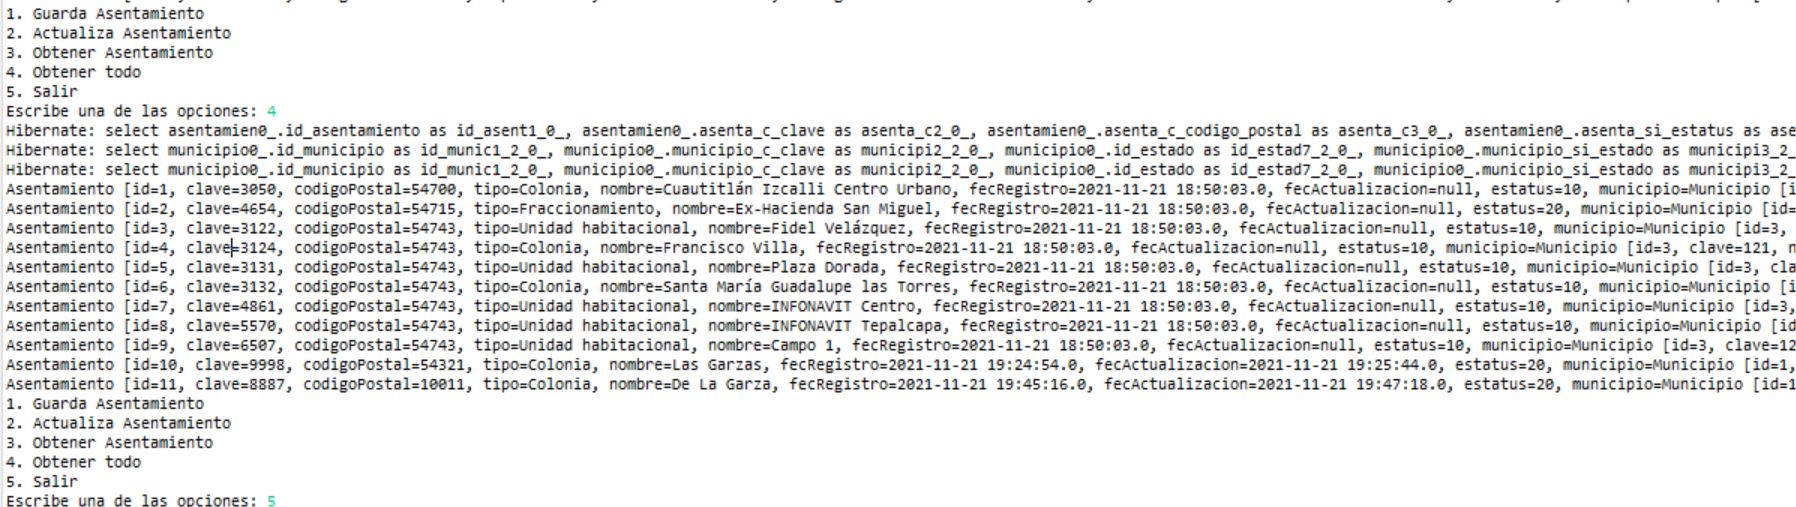 1. Guarda Asentamiento
2. Actualiza Asentamiento
3. Obtener Asentamiento
4. Obtener todo
5. Salir
Escribe una de las opciones: 4
Hibernate: select asentamien0_.id_asentamiento as id_asent1_0_, asentamien0_.asenta_c_clave as asenta_c2_0_, asentamien0_.asenta_c_codigo_postal as asenta_c3_0_, asentamien0_.asenta_si_estatus as ase
Hibernate: select municipio0_.id_municipio as id_munic1_2_0_, municipio0_.municipio_c_clave as municipi2_2_0_, municipio0_.id_estado as id_estad7_2_0_, municipio0_.municipio_si_estado as municipi3_2_
Hibernate: select municipio0_.id_municipio as id_munic1_2_0_, municipio0_.municipio_c_clave as municipi2_2_0_, municipio0_.id_estado as id_estad7_2_0_, municipio0_.municipio_si_estado as municipi3_2_
Asentamiento [id=1, clave=3050, codigoPostal=54700, tipo=Colonia, nombre=Cuautitlán Izcalli Centro Urbano, fecRegistro=2021-11-21 18:50:03.0, fecActualizacion=null, estatus=10, municipio=Municipio [i
Asentamiento [id=2, clave=4654, codigoPostal=54715, tipo=Fraccionamiento, nombre=Ex-Hacienda San Miguel, fecRegistro=2021-11-21 18:50:03.0, fecActualizacion=null, estatus=20, municipio=Municipio [id=
Asentamiento [id=3, clave=3122, codigoPostal=54743, tipo=Unidad habitacional, nombre=Fidel Velázquez, fecRegistro=2021-11-21 18:50:03.0, fecActualizacion=null, estatus=10, municipio=Municipio [id=3,
Asentamiento [id=4, clave=3124, codigoPostal=54743, tipo=Colonia, nombre=Francisco Villa, fecRegistro=2021-11-21 18:50:03.0, fecActualizacion=null, estatus=10, municipio=Municipio [id=3, clave=121, n
Asentamiento [id=5, clave=3131, codigoPostal=54743, tipo=Unidad habitacional, nombre=Plaza Dorada, fecRegistro=2021-11-21 18:50:03.0, fecActualizacion=null, estatus=10, municipio=Municipio [id=3, cla
Asentamiento [id=6, clave=3132, codigoPostal=54743, tipo=Colonia, nombre=Santa María Guadalupe las Torres, fecRegistro=2021-11-21 18:50:03.0, fecActualizacion=null, estatus=10, municipio=Municipio [i
Asentamiento [id=7, clave=4861, codigoPostal=54743, tipo=Unidad habitacional, nombre=INFONAVIT Centro, fecRegistro=2021-11-21 18:50:03.0, fecActualizacion=null, estatus=10, municipio=Municipio [id=3,
Asentamiento [id=8, clave=5570, codigoPostal=54743, tipo=Unidad habitacional, nombre=INFONAVIT Tepalcapa, fecRegistro=2021-11-21 18:50:03.0, fecActualizacion=null, estatus=10, municipio=Municipio [id
Asentamiento [id=9, clave=6507, codigoPostal=54743, tipo=Unidad habitacional, nombre=Campo 1, fecRegistro=2021-11-21 18:50:03.0, fecActualizacion=null, estatus=10, municipio=Municipio [id=3, clave=12
Asentamiento [id=10, clave=9998, codigoPostal=54321, tipo=Colonia, nombre=Las Garzas, fecRegistro=2021-11-21 19:24:54.0, fecActualizacion=2021-11-21 19:25:44.0, estatus=20, municipio=Municipio [id=1,
Asentamiento [id=11, clave=8887, codigoPostal=10011, tipo=Colonia, nombre=De La Garza, fecRegistro=2021-11-21 19:45:16.0, fecActualizacion=2021-11-21 19:47:18.0, estatus=20, municipio=Municipio [id=1
1. Guarda Asentamiento
2. Actualiza Asentamiento
3. Obtener Asentamiento
4. Obtener todo
5. Salir
Escribe una de las opciones: 5